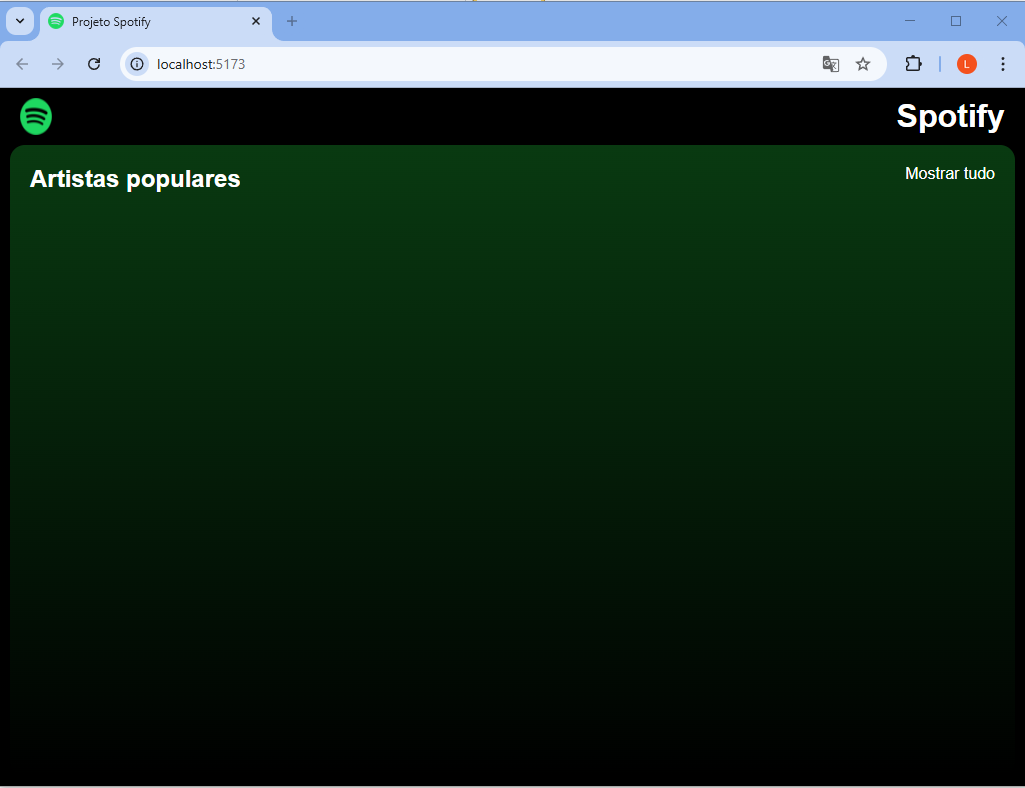 Projeto Spotify
localhost:5173
L
Spotify
Artistas populares
Mostrar tudo